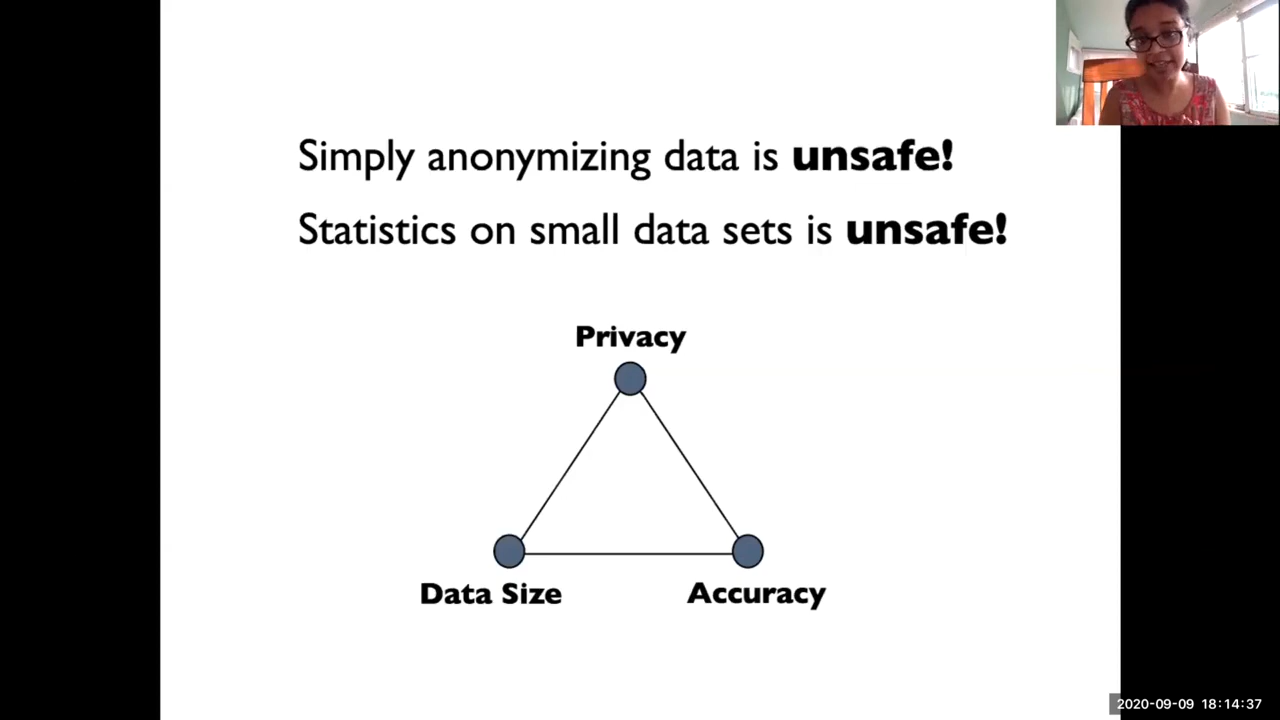 Simply anonymizing data is unsafe!
Statistics on small data sets is unsafe!
Privacy
Data Size
Accuracy
2020-09-09 18:14:37